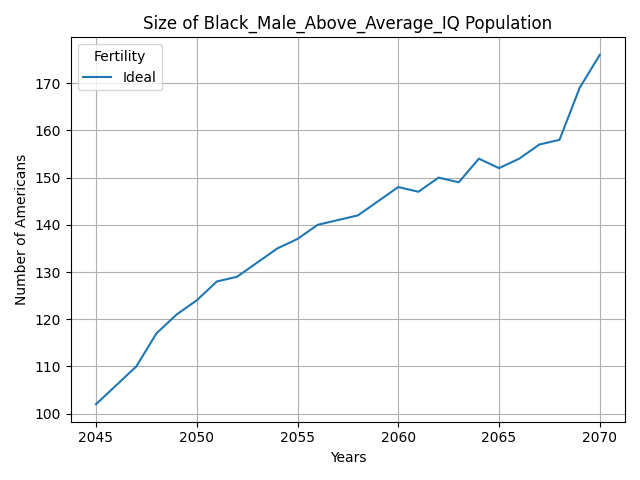 Size of Black_Male_Above_Average_IQ Population
Fertility
Ideal
Number of Americans
170
160
150
140
130
120
110
100
2045 2050 2055 2060 2065 2070
Years